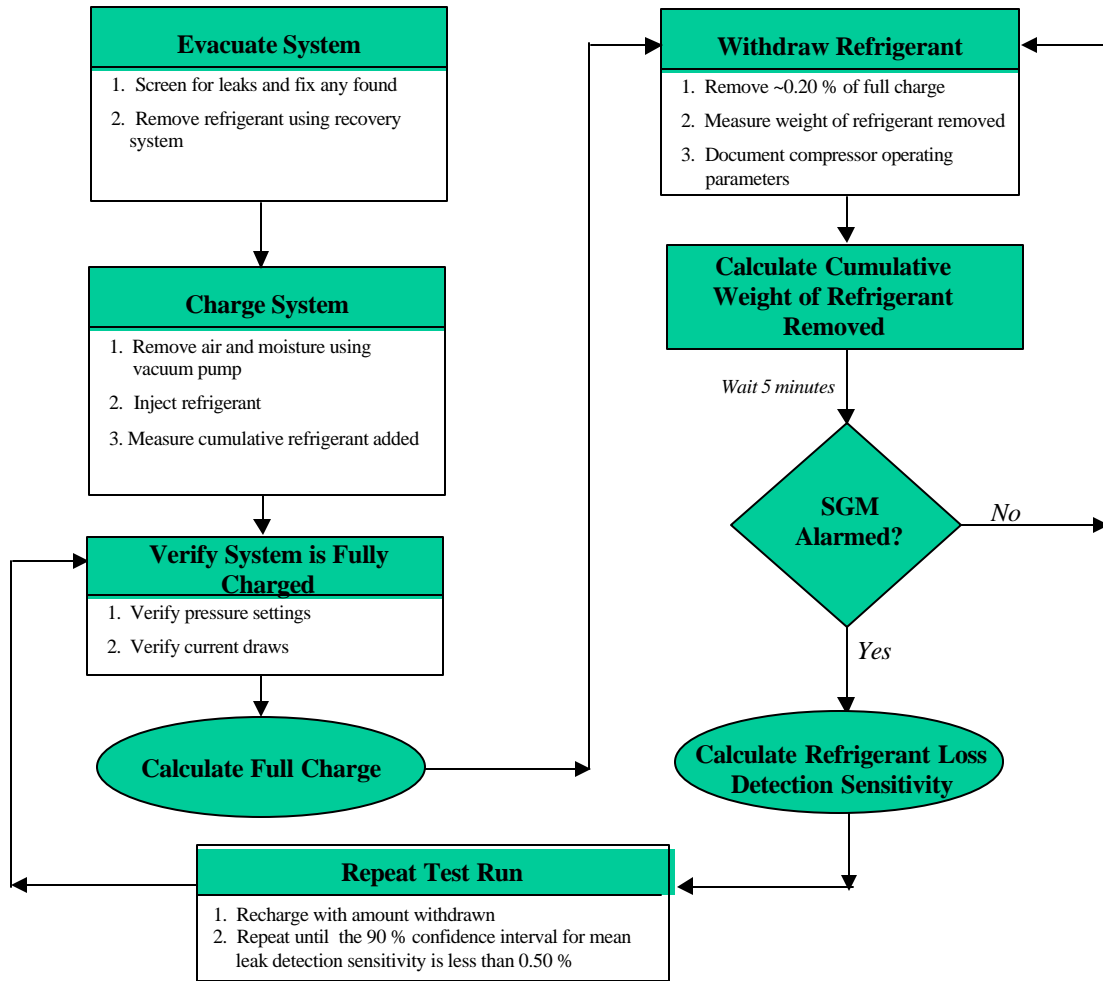 Evacuate System
1. Screen for leaks and fix any found
2. Remove refrigerant using recovery
system
Charge System
1. Remove air and moisture using
vacuum pump
2. Inject refrigerant
3. Measure cumulative refrigerant added
Verify System is Fully
Charged
1. Verify pressure settings
2. Verify current draws
Calculate Full Charge
Withdraw Refrigerant
1. Remove ~0.20 % of full charge
2. Measure weight of refrigerant removed
3. Document compressor operating
parameters
Calculate Cumulative
Weight of Refrigerant
Removed
Wait 5 minutes
SGM
Alarmed?
No
Yes
Calculate Refrigerant Loss
Detection Sensitivity
Repeat Test Run
1. Recharge with amount withdrawn
2. Repeat until the 90 % confidence interval for mean
leak detection sensitivity is less than 0.50 %